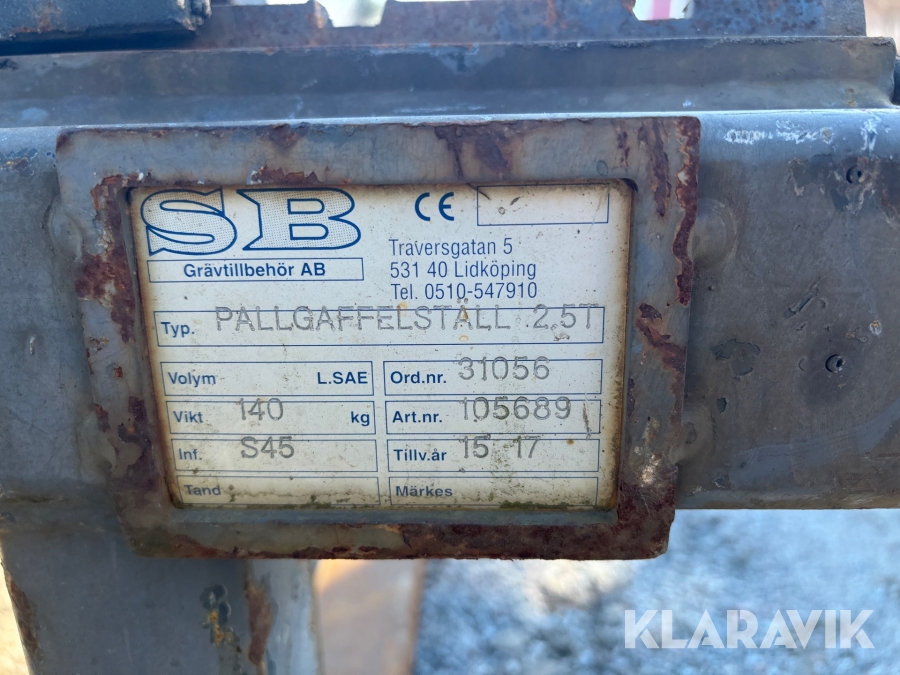 SB
Grävtillbehör AB
CE
Traversgatan 5
531 40 Lidköping
Tel. 0510-547910
Typ. PALLGAFFELSTÄLL 2.5T
Volym L.SAE
Ord.nr. 31056
Vikt 140 kg
Art.nr. 105689
Inf. S45
Tillv.år 15 17
Tand
Märkes
KLARAVIK